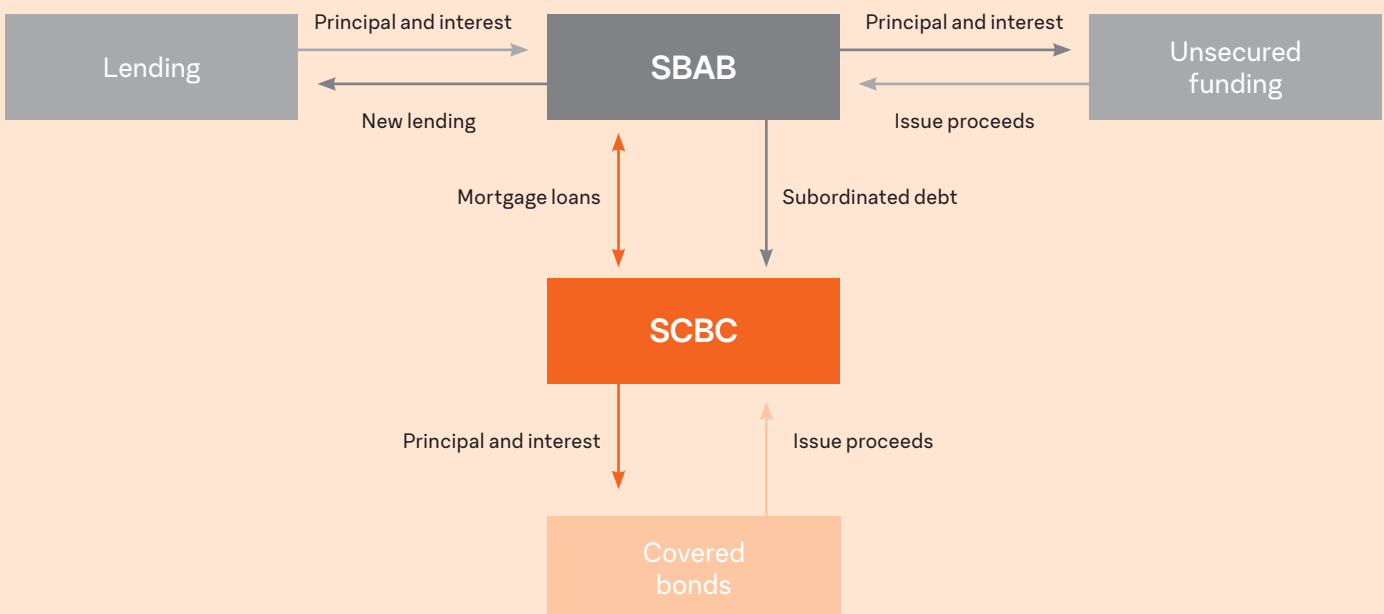 Principal and interest
Principal and interest
Lending
SBAB
Unsecured
funding
New lending
Issue proceeds
Mortgage loans
Subordinated debt
SCBC
Principal and interest
Issue proceeds
Covered
bonds